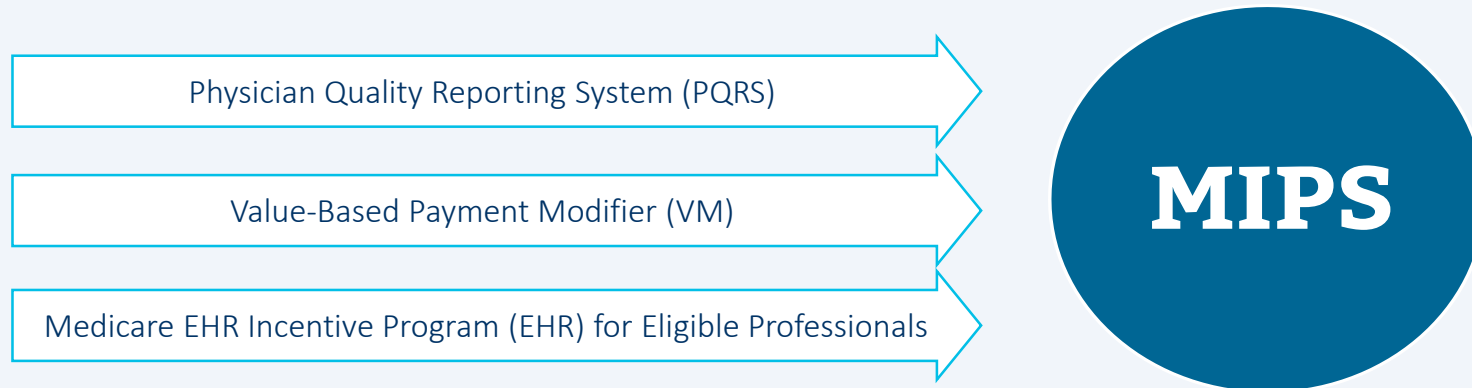 Physician Quality Reporting System (PQRS)
Value-Based Payment Modifier (VM)
Medicare EHR Incentive Program (EHR) for Eligible Professionals
MIPS